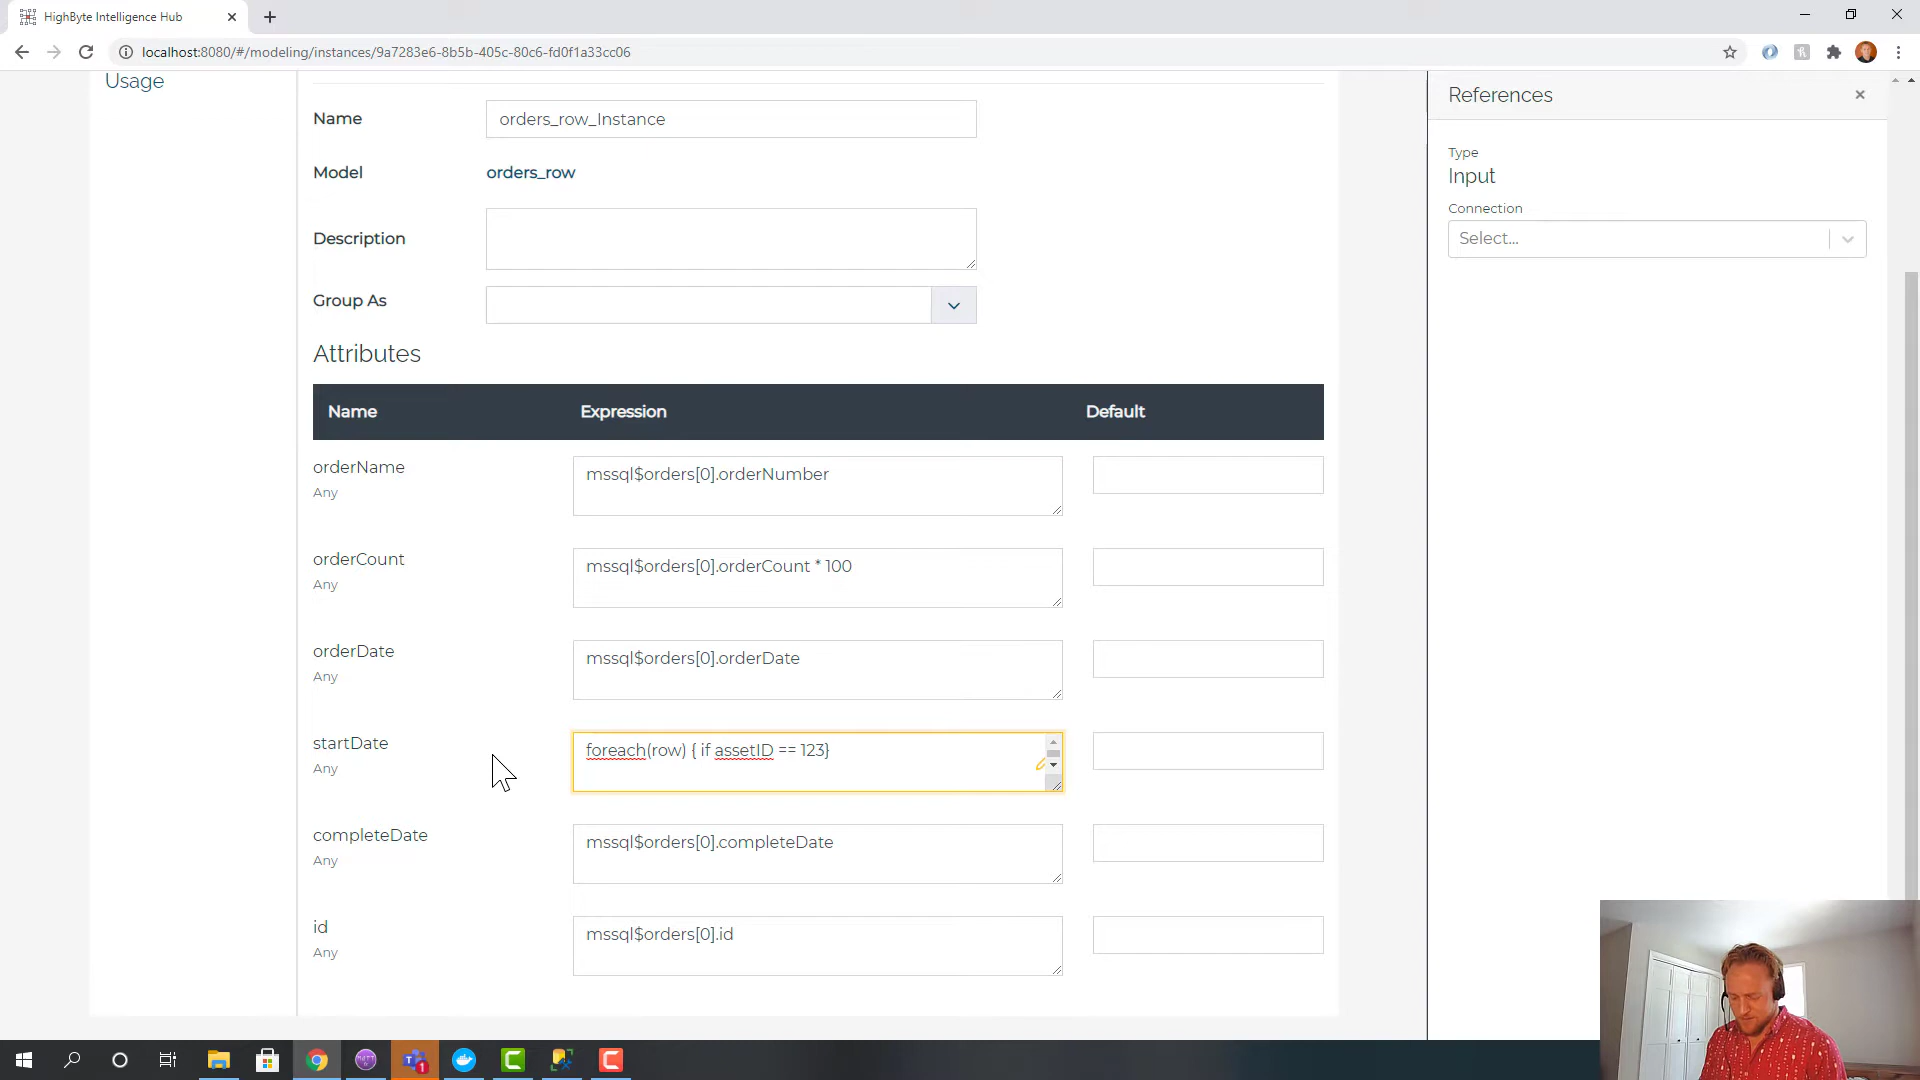 HighByte Intelligence Hub
localhost:8080/#/modeling/instances/9a7283e6-8b5b-405c-80c6-fd0f1a33cc06
Usage
Name
orders_row_Instance
Model
orders_row
Description
Group As
Attributes
Name Expression Default
orderName
Any
mssql$orders[0].orderNumber
orderCount
Any
mssql$orders[0].orderCount * 100
orderDate
Any
mssql$orders[0].orderDate
startDate
Any
foreach(row) { if assetID == 123}
completeDate
Any
mssql$orders[0].completeDate
id
Any
mssql$orders[0].id
References
Type
Input
Connection
Select...
1